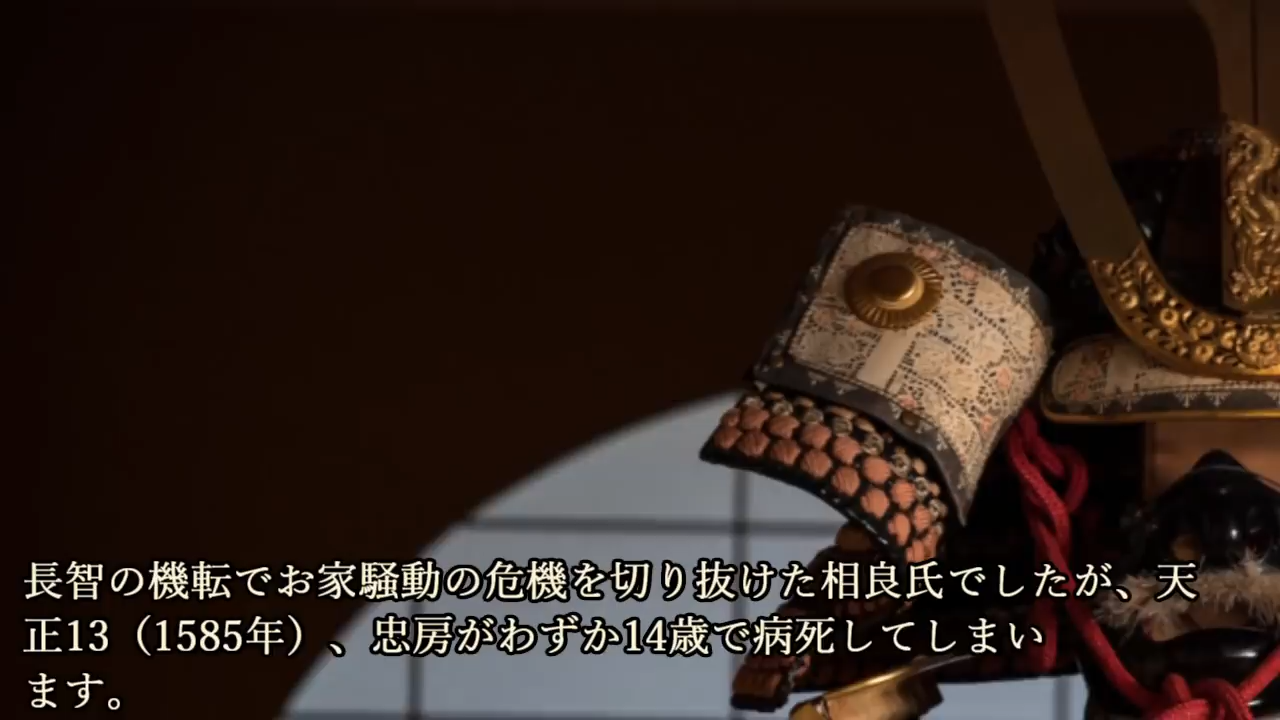 長智の機転でお家騒動の危機を切り抜けた相良氏でしたが、天
正13（1585年）、忠房がわずか14歳で病死してしまい
ます。